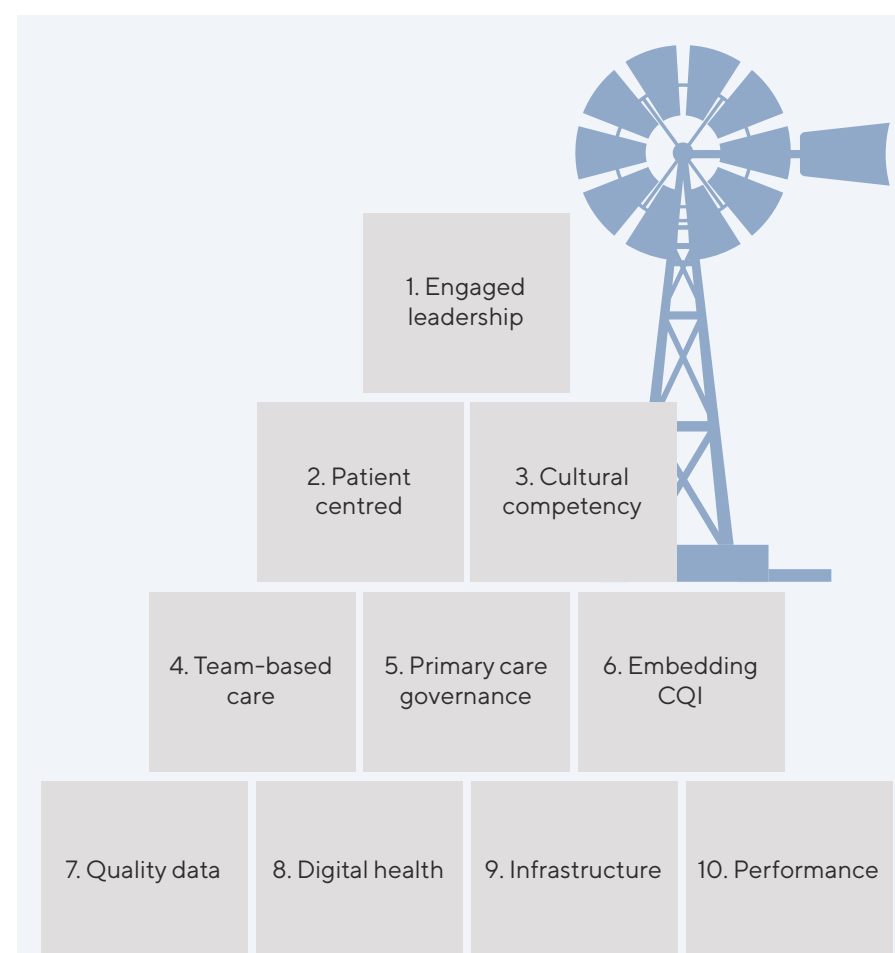 1. Engaged
leadership
2. Patient
centred
3. Cultural
competency
4. Team-based
care
5. Primary care
governance
6. Embedding
CQI
7. Quality data
8. Digital health
9. Infrastructure
10. Performance